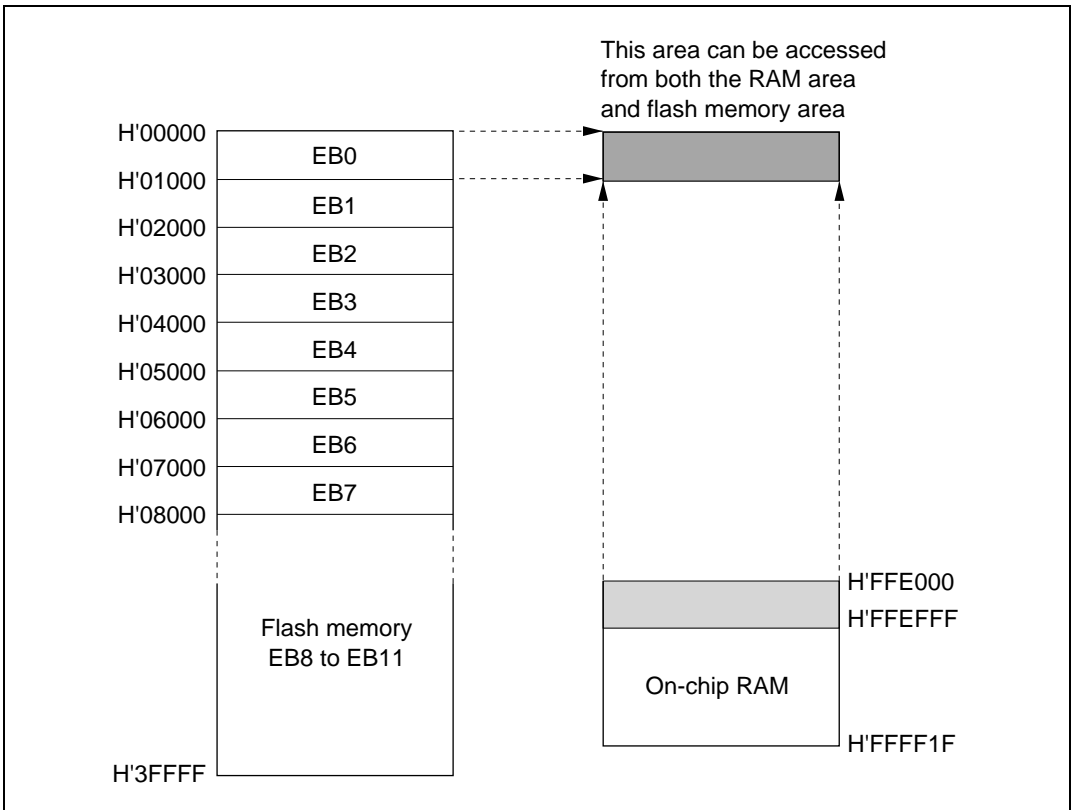 This area can be accessed
from both the RAM area
and flash memory area
H'00000
EB0
H'01000
EB1
H'02000
EB2
H'03000
EB3
H'04000
EB4
H'05000
EB5
H'06000
EB6
H'07000
EB7
H'08000
Flash memory
EB8 to EB11
H'3FFFF
H'FFE000
H'FFEFFF
On-chip RAM
H'FFFF1F